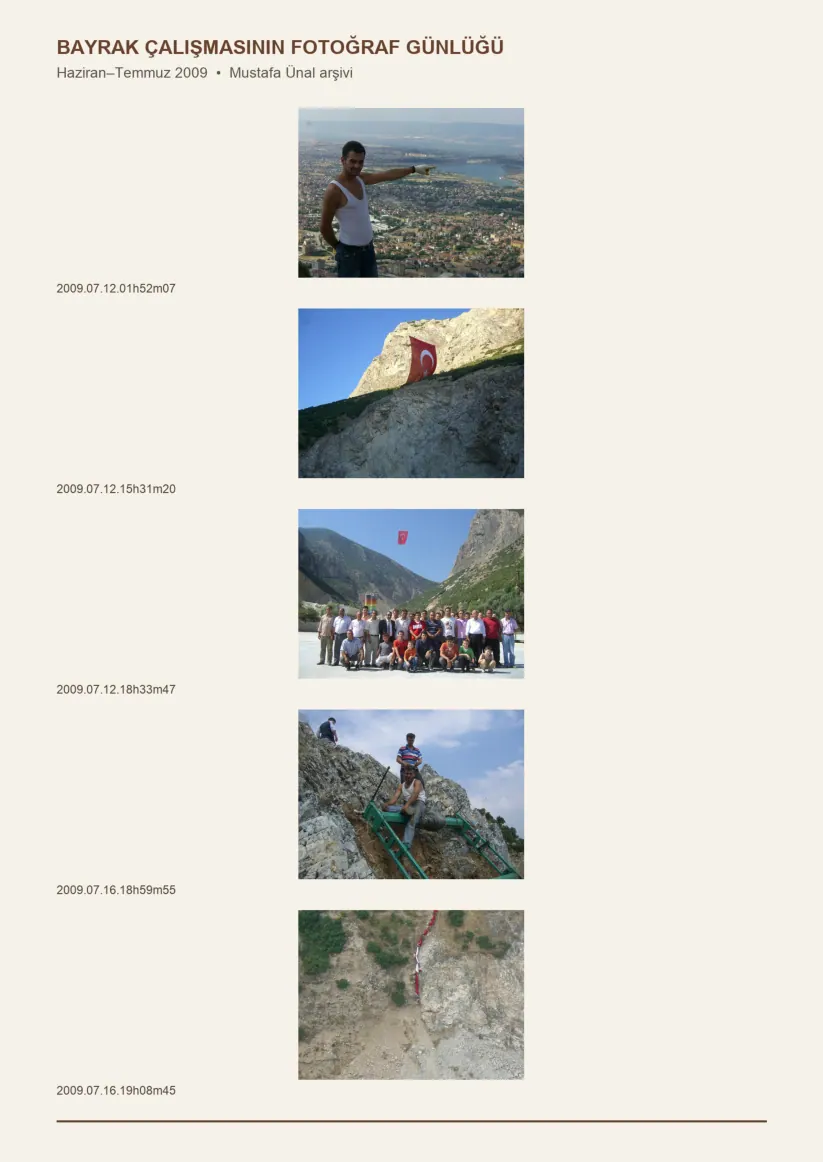 BAYRAK ÇALIŞMASININ FOTOĞRAF GÜNLÜĞÜ
Haziran–Temmuz 2009 • Mustafa Ünal arşivi
2009.07.12.01h52m07
2009.07.12.15h31m20
2009.07.12.18h33m47
2009.07.16.18h59m55
2009.07.16.19h08m45